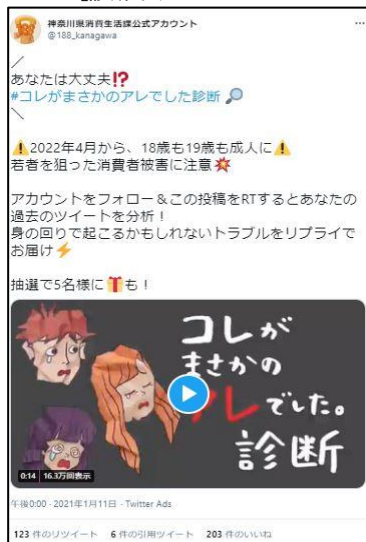 神奈川県消費生活課公式アカウント
@188_kanagawa
／
あなたは大丈夫⁉
#コレがまさかのアレでした診断 🔎
＼
⚠2022年4月から、18歳も19歳も成人に⚠
若者を狙った消費者被害に注意💥
アカウントをフォロー＆この投稿をRTするとあなたの
過去のツイートを分析！
身の回りで起こるかもしれないトラブルをリプライで
お届け⚡
抽選で5名様に🎁も！
コレが
まさかの
アレでした。
診断
0:14 16.3万回表示
午後0:00 · 2021年1月11日 · Twitter Ads
123 件のリツイート 6 件の引用ツイート 203 件のいいね